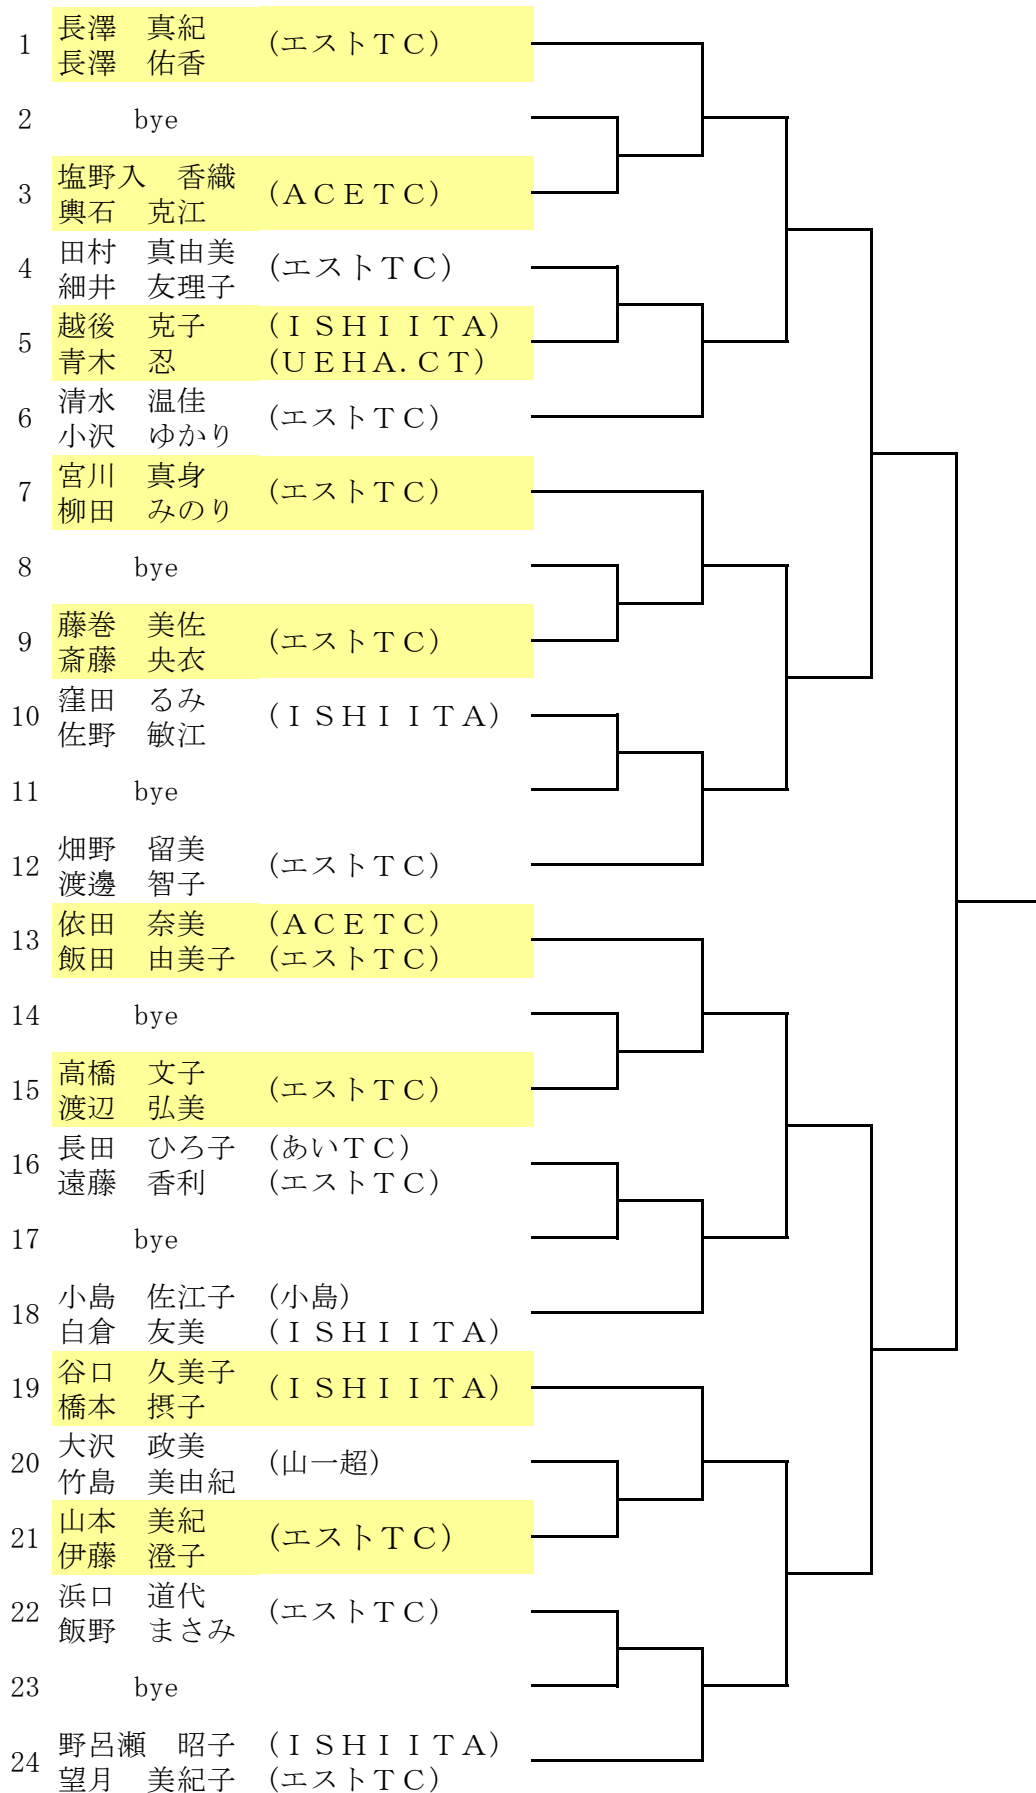 1 長澤　真紀 (エストＴＣ)
長澤　佑香
2 bye
3 塩野入　香織 (ＡＣＥＴＣ)
輿石　克江
4 田村　真由美 (エストＴＣ)
細井　友理子
5 越後　克子 (ＩＳＨＩＩＴＡ)
青木　忍 (ＵＥＨＡ.ＣＴ)
6 清水　温佳 (エストＴＣ)
小沢　ゆかり
7 宮川　真身 (エストＴＣ)
柳田　みのり
8 bye
9 藤巻　美佐 (エストＴＣ)
斎藤　央衣
10 窪田　るみ (ＩＳＨＩＩＴＡ)
佐野　敏江
11 bye
12 畑野　留美 (エストＴＣ)
渡邊　智子
13 依田　奈美 (ＡＣＥＴＣ)
飯田　由美子 (エストＴＣ)
14 bye
15 高橋　文子 (エストＴＣ)
渡辺　弘美
16 長田　ひろ子 (あいＴＣ)
遠藤　香利 (エストＴＣ)
17 bye
18 小島　佐江子 (小島)
白倉　友美 (ＩＳＨＩＩＴＡ)
19 谷口　久美子 (ＩＳＨＩＩＴＡ)
橋本　摂子
20 大沢　政美 (山一超)
竹島　美由紀
21 山本　美紀 (エストＴＣ)
伊藤　澄子
22 浜口　道代 (エストＴＣ)
飯野　まさみ
23 bye
24 野呂瀬　昭子 (ＩＳＨＩＩＴＡ)
望月　美紀子 (エストＴＣ)